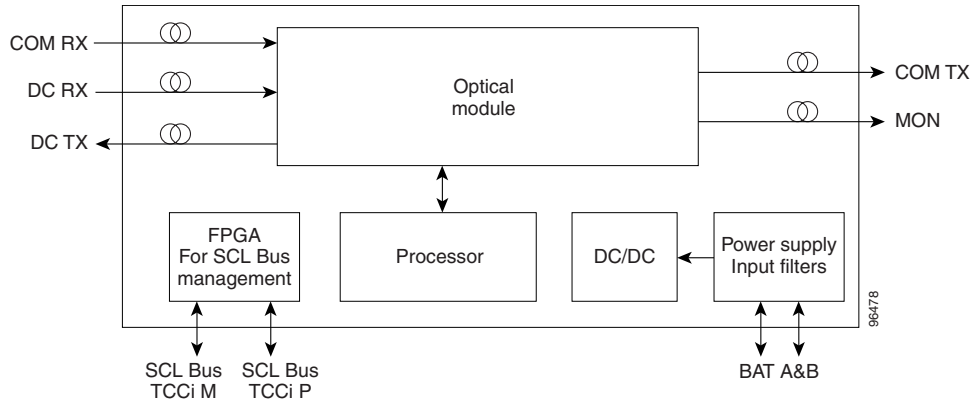 COM RX
DC RX
DC TX
Optical
module
COM TX
MON
FPGA
For SCL Bus
management
Processor
DC/DC
Power supply
Input filters
96478
SCL Bus
TCCi M
SCL Bus
TCCi P
BAT A&B